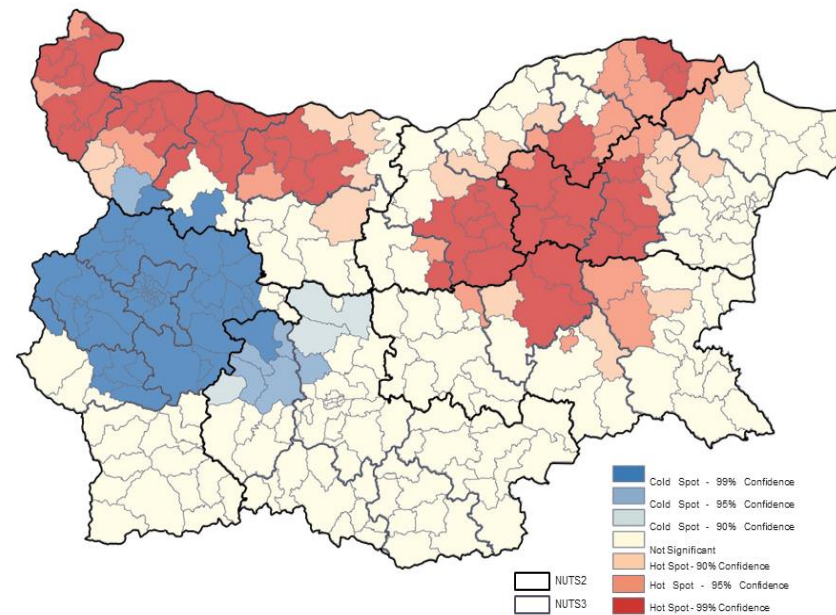 Cold Spot - 99% Confidence
Cold Spot - 95% Confidence
Cold Spot - 90% Confidence
Not Significant
Hot Spot - 90% Confidence
Hot Spot - 95% Confidence
Hot Spot - 99% Confidence
NUTS2
NUTS3